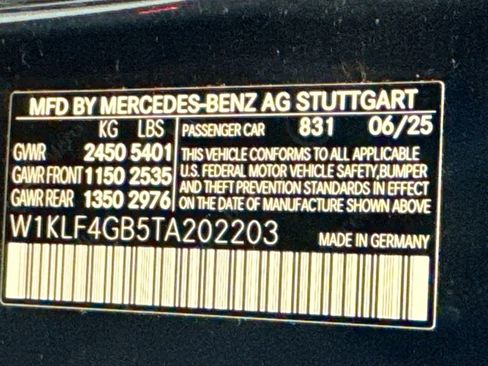 MFD BY MERCEDES-BENZ AG STUTTGART
KG LBS PASSENGER CAR 831 06/25
GVWR 2450 5401 THIS VEHICLE CONFORMS TO ALL APPLICABLE
GAWR FRONT 1150 2535 U.S. FEDERAL MOTOR VEHICLE SAFETY, BUMPER
GAWR REAR 1350 2976 AND THEFT PREVENTION STANDARDS IN EFFECT
ON THE DATE OF MANUFACTURE SHOWN ABOVE
W1KLF4GB5TA202203 MADE IN GERMANY